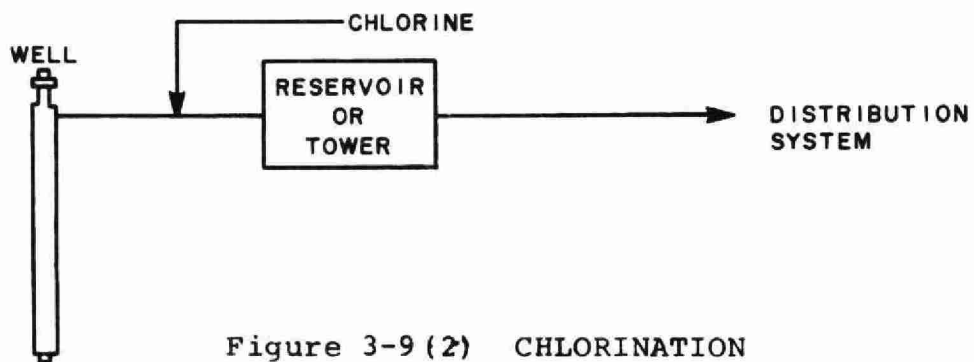 CHLORINE
WELL
RESERVOIR
OR
TOWER
DISTRIBUTION
SYSTEM
Figure 3-9(2) CHLORINATION